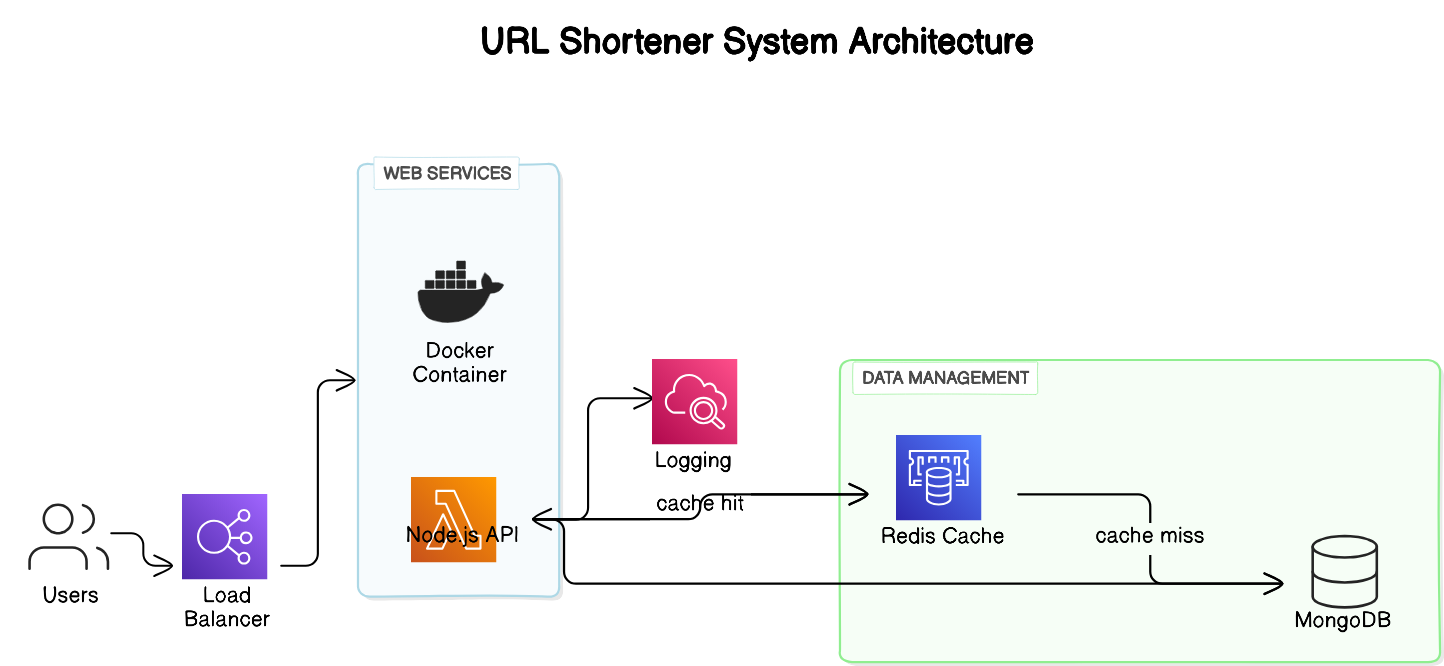 URL Shortener System Architecture
WEB SERVICES
Docker
Container
Node.js API
Users
Load
Balancer
Logging
cache hit
DATA MANAGEMENT
Redis Cache
cache miss
MongoDB